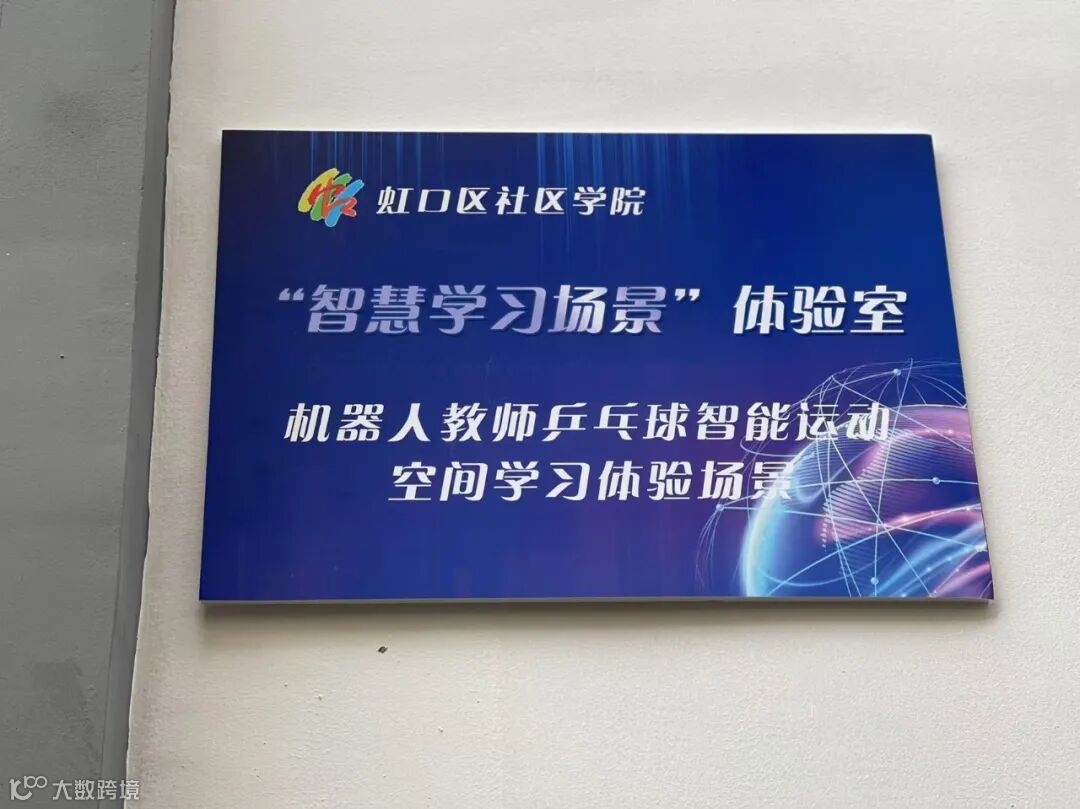 虹口区社区学院
“智慧学习场景”体验室
机器人教师乒乓球智能运动
空间学习体验场景
大数跨境